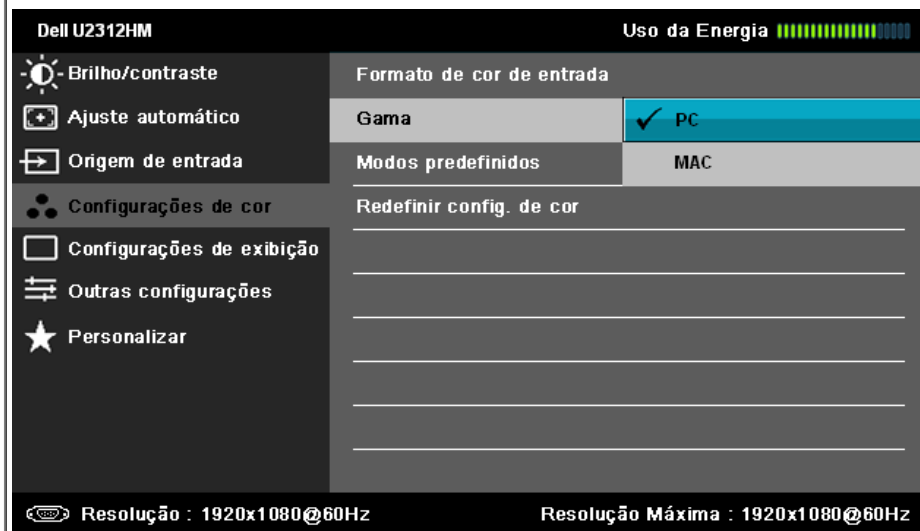 Dell U2312HM Uso da Energia
Brilho/contraste Formato de cor de entrada
Ajuste automático Gama PC
Origem de entrada Modos predefinidos MAC
Configurações de cor Redefinir config. de cor
Configurações de exibição
Outras configurações
Personalizar
Resolução : 1920x1080@60Hz Resolução Máxima : 1920x1080@60Hz